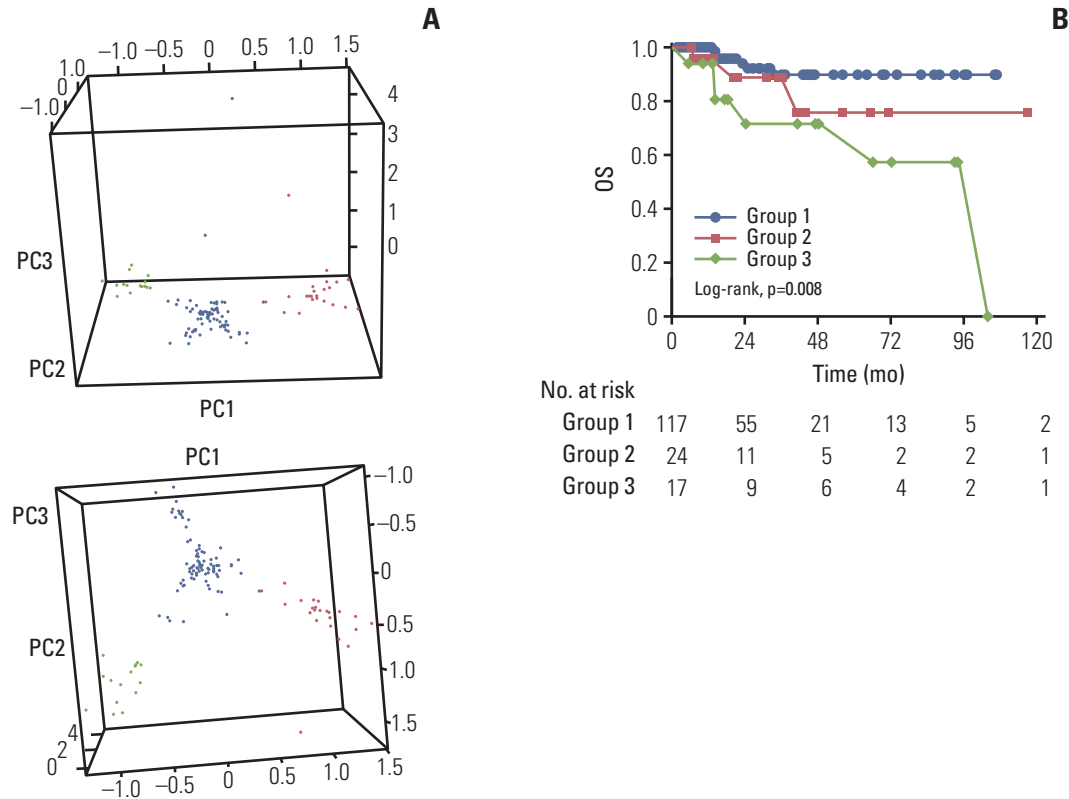 A
−1.0 −0.5 0 0.5 1.0 1.5
1.0
0
−1.0
4
3
2
1
0
PC3
PC2
PC1
PC1
PC3
PC2
−1.0
−0.5
0
0.5
1.0
1.5
4
2
0
−1.0 −0.5 0 0.5 1.0 1.5
B
OS
1.0
0.8
0.6
0.4
0.2
0
Group 1
Group 2
Group 3
Log-rank, p=0.008
0 24 48 72 96 120
Time (mo)
No. at risk
Group 1 117 55 21 13 5 2
Group 2 24 11 5 2 2 1
Group 3 17 9 6 4 2 1